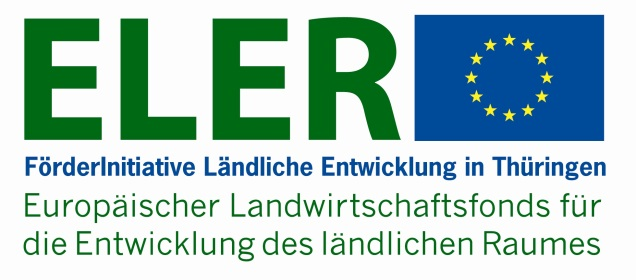 ELER
FörderInitiative Ländliche Entwicklung in Thüringen
Europäischer Landwirtschaftsfonds für
die Entwicklung des ländlichen Raumes